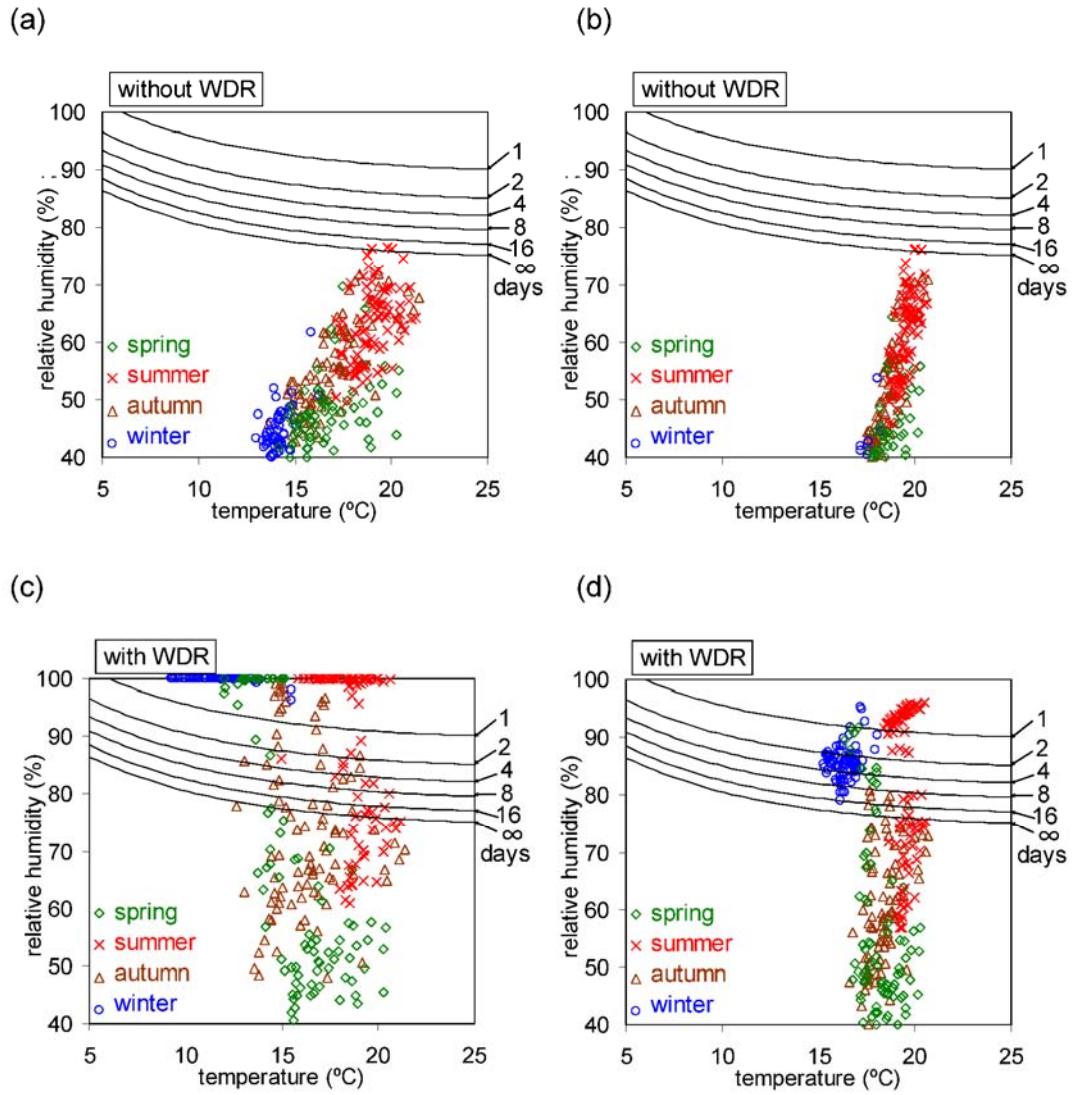 (a)
without WDR
100
90
80
70
60
50
40
relative humidity (%)
1
2
4
8
16
∞
days
spring
summer
autumn
winter
5
10
15
20
25
temperature (ºC)
(b)
without WDR
100
90
80
70
60
50
40
relative humidity (%)
1
2
4
8
16
∞
days
spring
summer
autumn
winter
5
10
15
20
25
temperature (ºC)
(c)
with WDR
100
90
80
70
60
50
40
relative humidity (%)
1
2
4
8
16
∞
days
spring
summer
autumn
winter
5
10
15
20
25
temperature (ºC)
(d)
with WDR
100
90
80
70
60
50
40
relative humidity (%)
1
2
4
8
16
∞
days
spring
summer
autumn
winter
5
10
15
20
25
temperature (ºC)